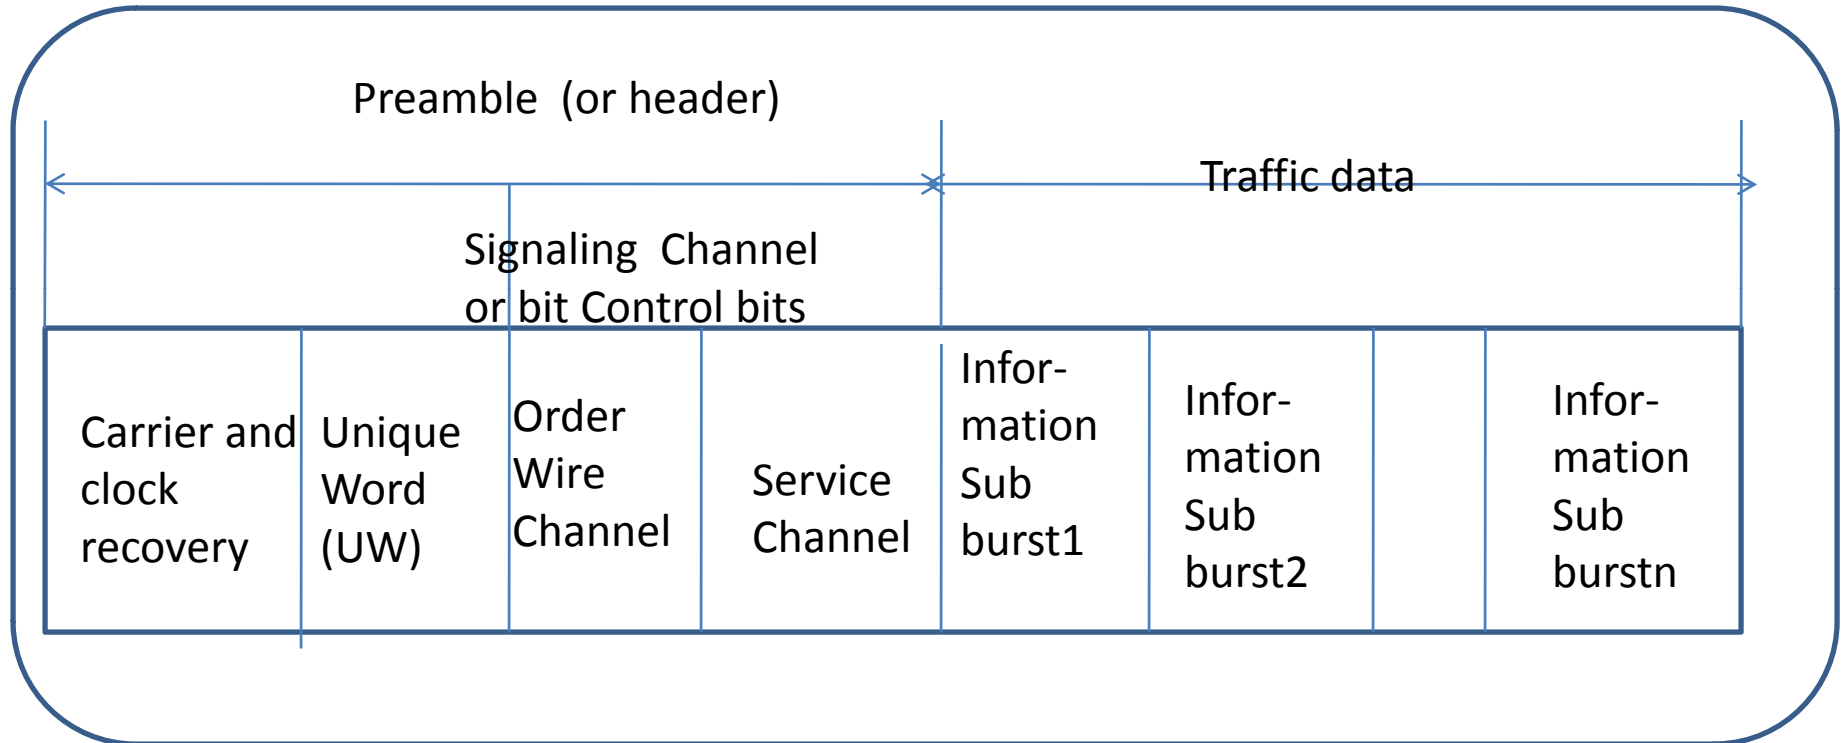 Preamble (or header)
Traffic data
Signaling Channel
or bit Control bits
Carrier and
clock
recovery
Unique
Word
(UW)
Order
Wire
Channel
Service
Channel
Infor-
mation
Sub
burst1
Infor-
mation
Sub
burst2
Infor-
mation
Sub
burstn